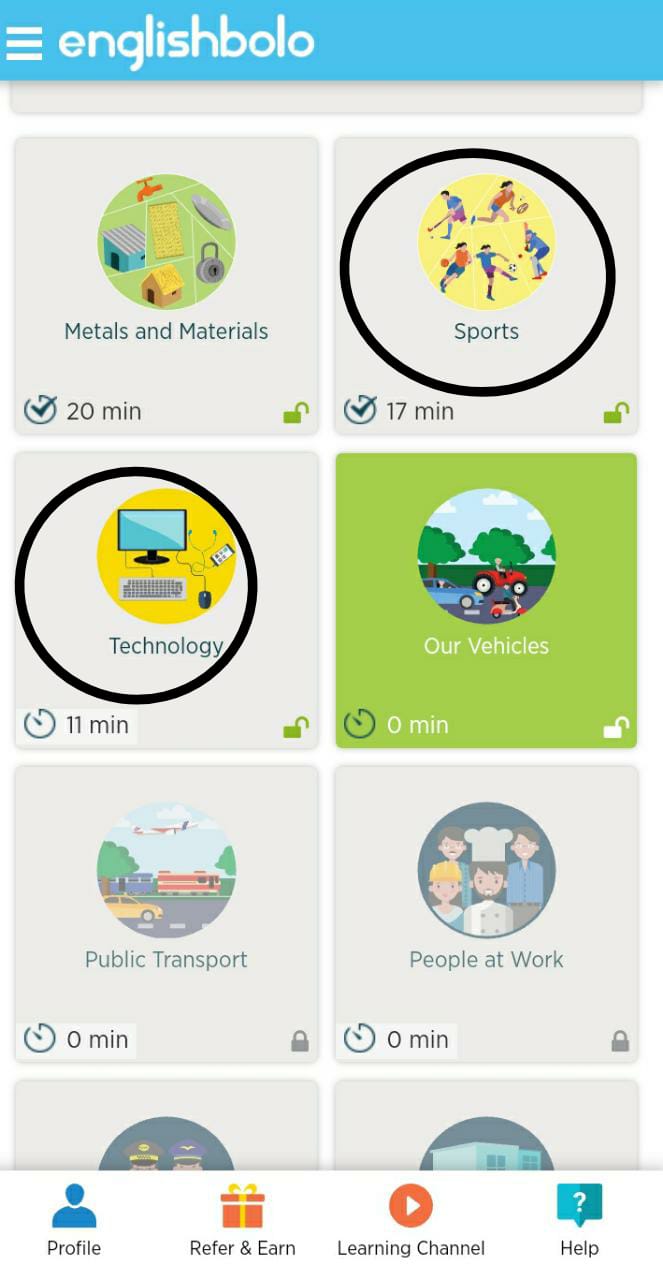 englishbolo
Metals and Materials
20 min
Sports
17 min
Technology
11 min
Our Vehicles
0 min
Public Transport
0 min
People at Work
0 min
Profile
Refer & Earn
Learning Channel
?
Help